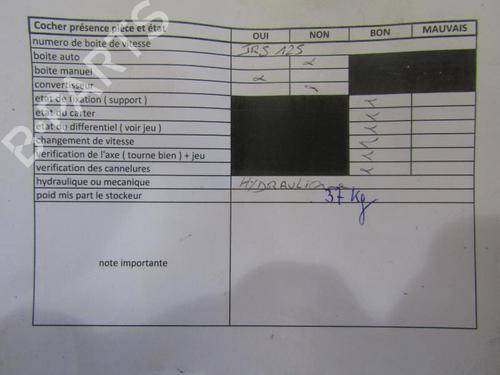 Cocher présence pièce et état OUI NON BON MAUVAIS
numero de boite de vitesse JR5 125
boite auto
boite manuel
convertisseur
etat de fixation ( support )
etat du carter
etat du differentiel ( voir jeu )
changement de vitesse
verification de l'axe ( tourne bien ) + jeu
verification des cannelures
hydraulique ou mecanique HYDRAULIQUE
poid mis part le stockeur 37 Kg
note importante